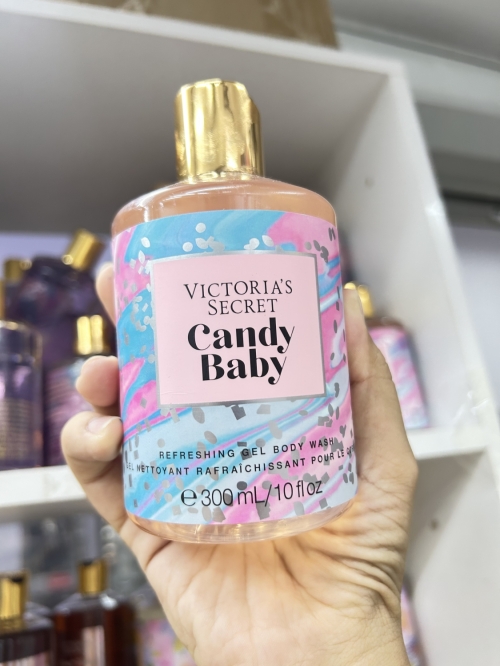 VICTORIA'S
SECRET
Candy
Baby
REFRESHING GEL BODY WASH
GEL NETTOYANT RAFRAÎCHISSANT POUR LE
℮ 300 mL/10 fl oz